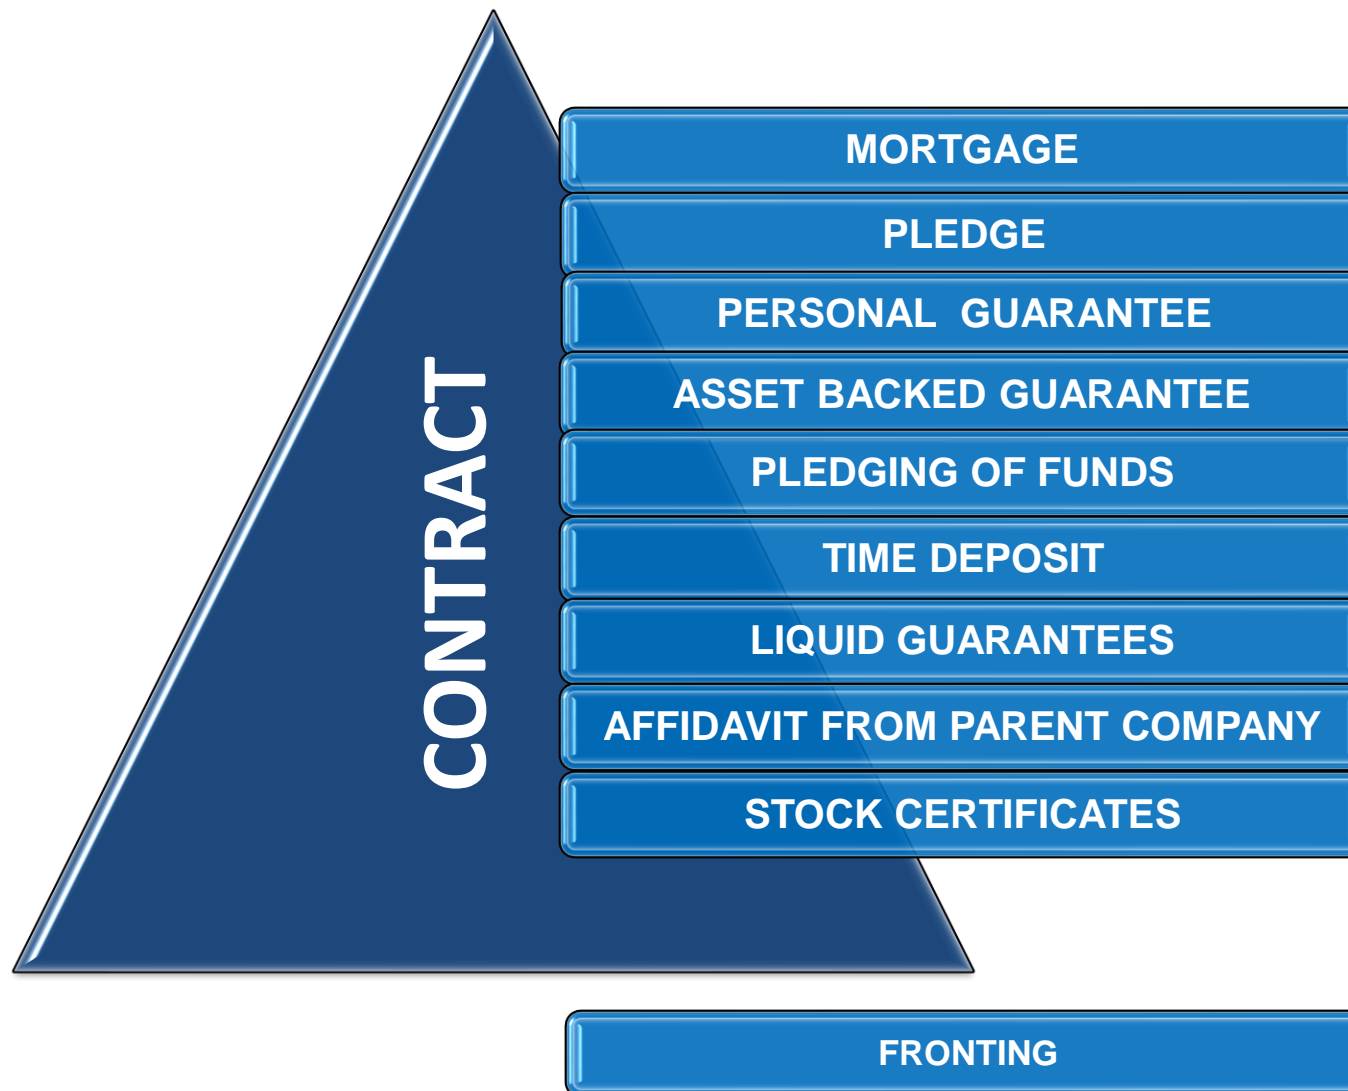 CONTRACT
MORTGAGE
PLEDGE
PERSONAL GUARANTEE
ASSET BACKED GUARANTEE
PLEDGING OF FUNDS
TIME DEPOSIT
LIQUID GUARANTEES
AFFIDAVIT FROM PARENT COMPANY
STOCK CERTIFICATES
FRONTING